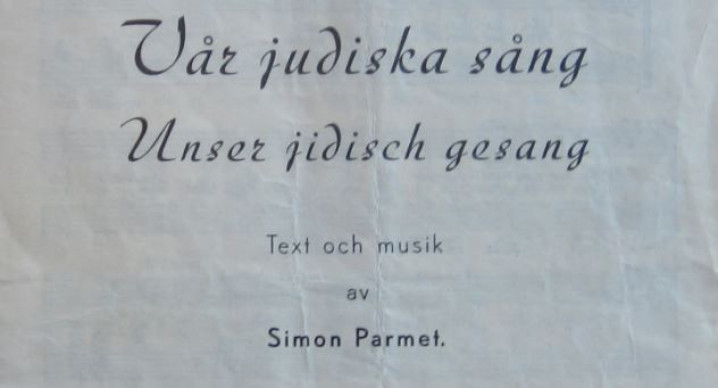 Vår judiska sång
Unser jidisch gesang
Text och musik
av
Simon Parmet.